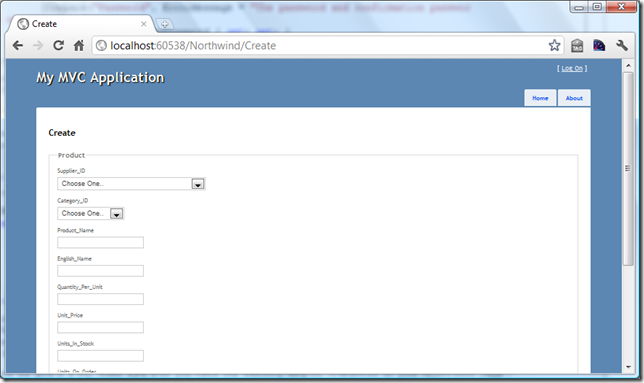 Create
localhost:60538/Northwind/Create
My MVC Application
[ Log On ]
Home
About
Create
Product
Supplier_ID
Choose One..
Category_ID
Choose One..
Product_Name
English_Name
Quantity_Per_Unit
Unit_Price
Units_In_Stock
Units_On_Order